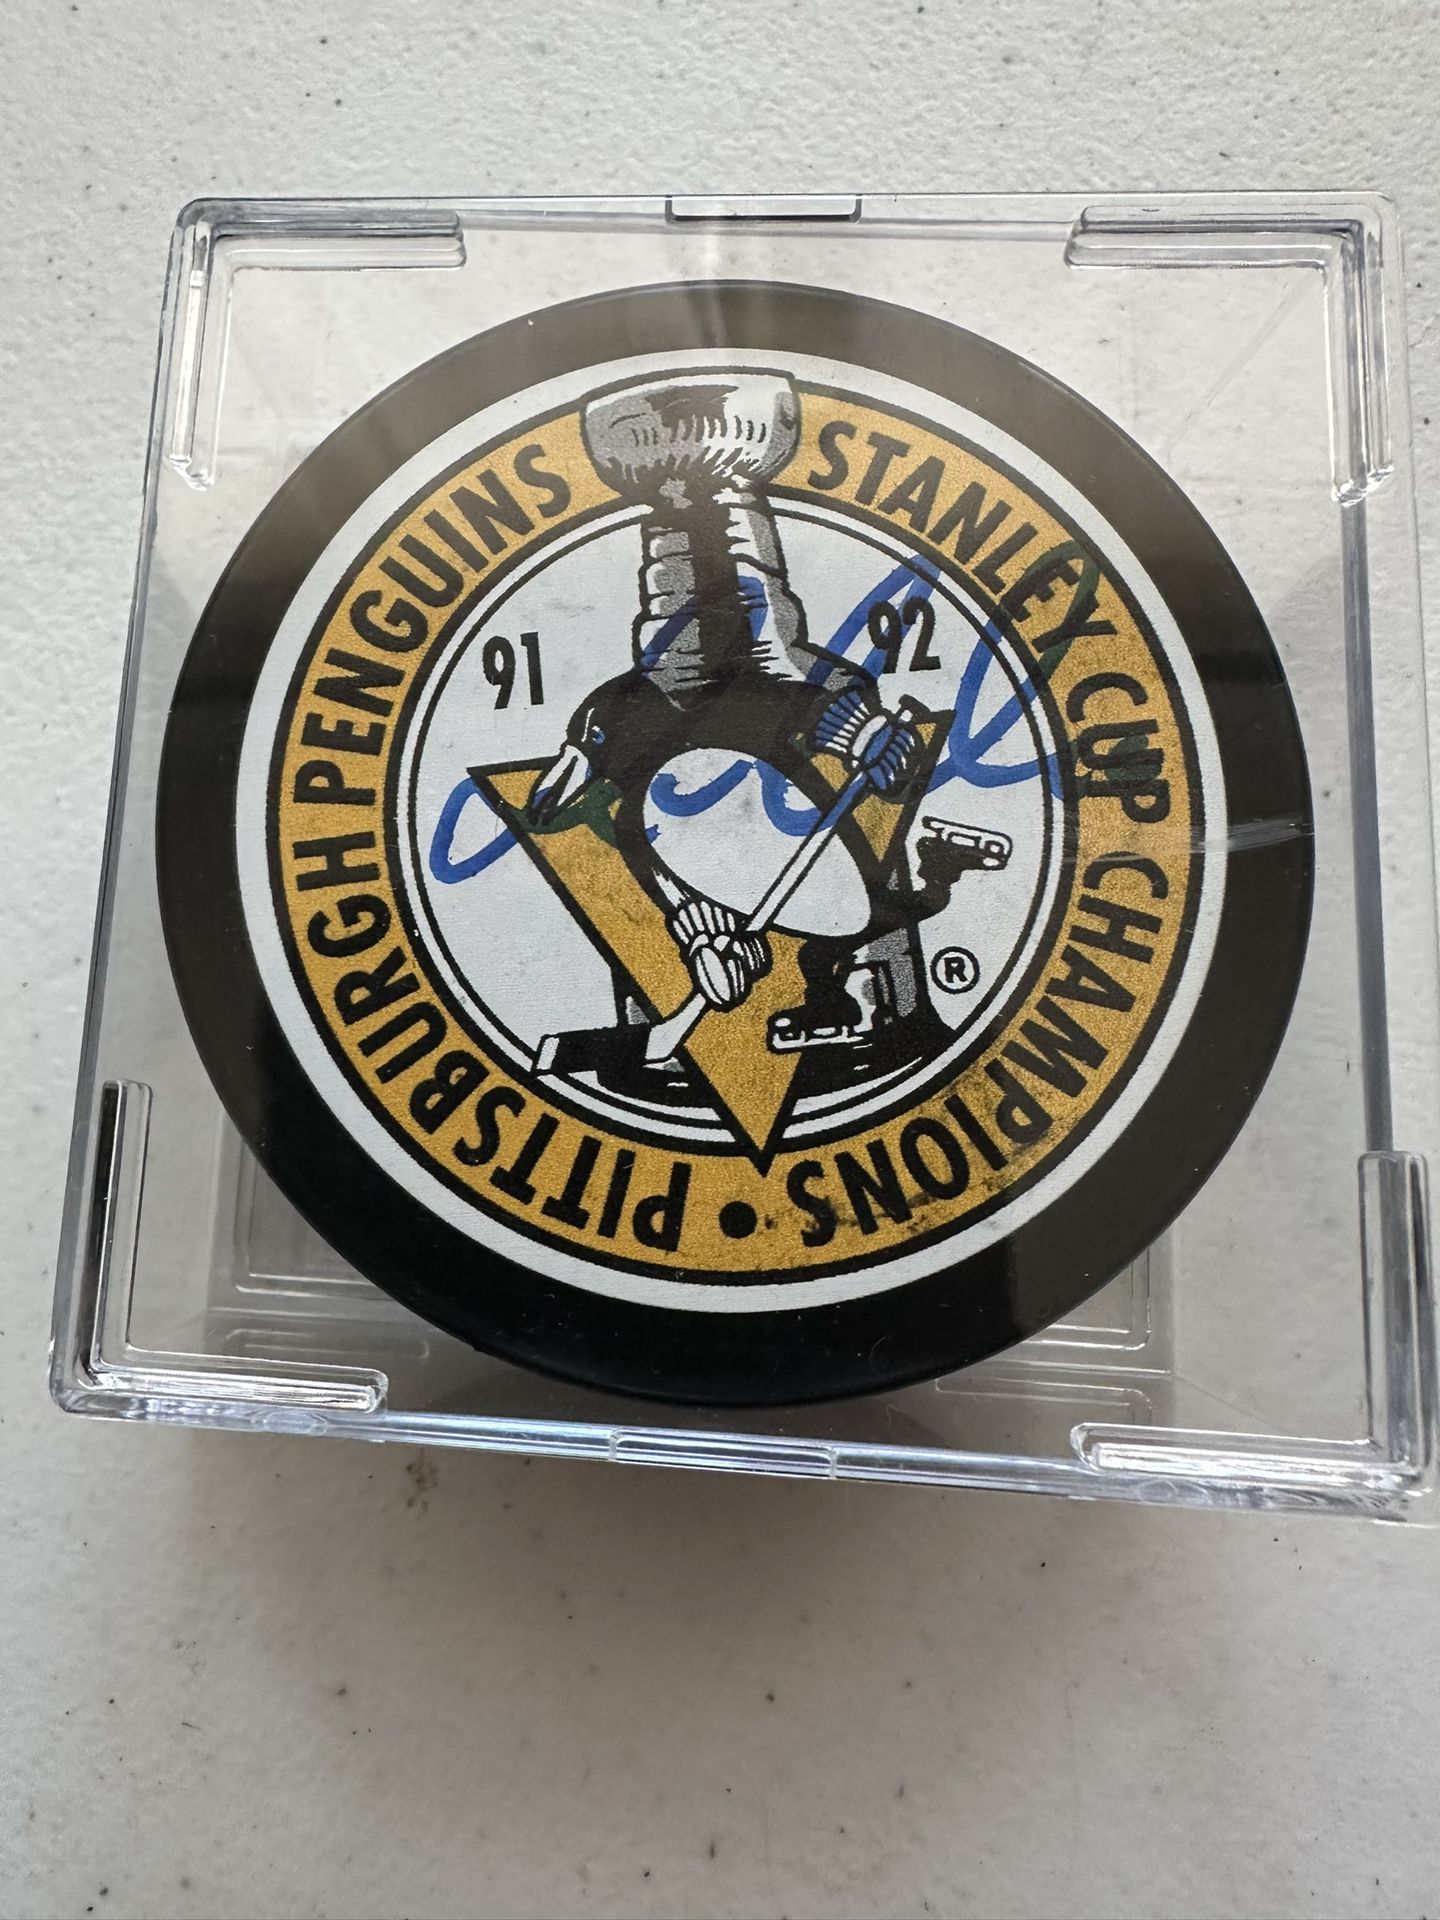 PITTSBURGH PENGUINS
STANLEY CUP CHAMPIONS •
91 92
®